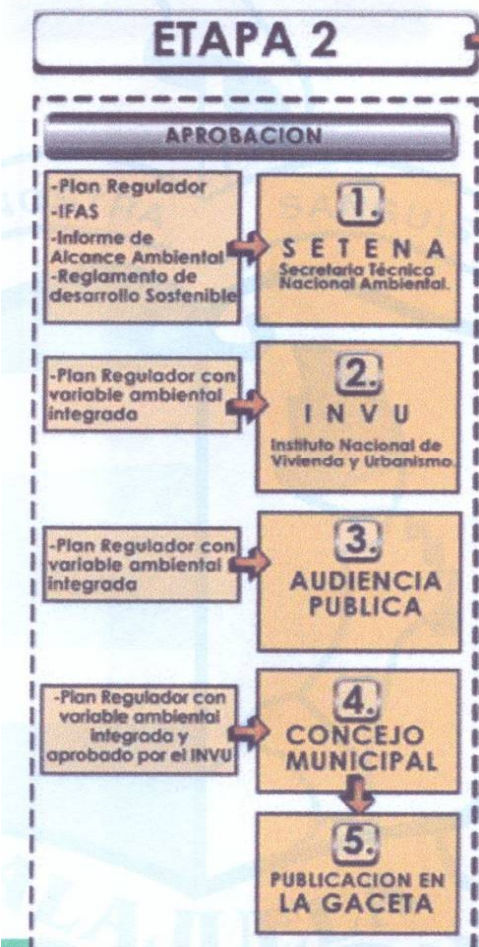 ETAPA 2
APROBACION
-Plan Regulador
-IFAS
-Informe de
Alcance Ambiental
-Reglamento de
desarrollo Sostenible
1.
SETENA
Secretaria Técnica
Nacional Ambiental.
-Plan Regulador con
variable ambiental
integrada
2.
INVU
Instituto Nacional de
Vivienda y Urbanismo.
-Plan Regulador con
variable ambiental
integrada
3.
AUDIENCIA
PUBLICA
-Plan Regulador con
variable ambiental
integrada y
aprobado por el INVU
4.
CONCEJO
MUNICIPAL
5.
PUBLICACION EN
LA GACETA